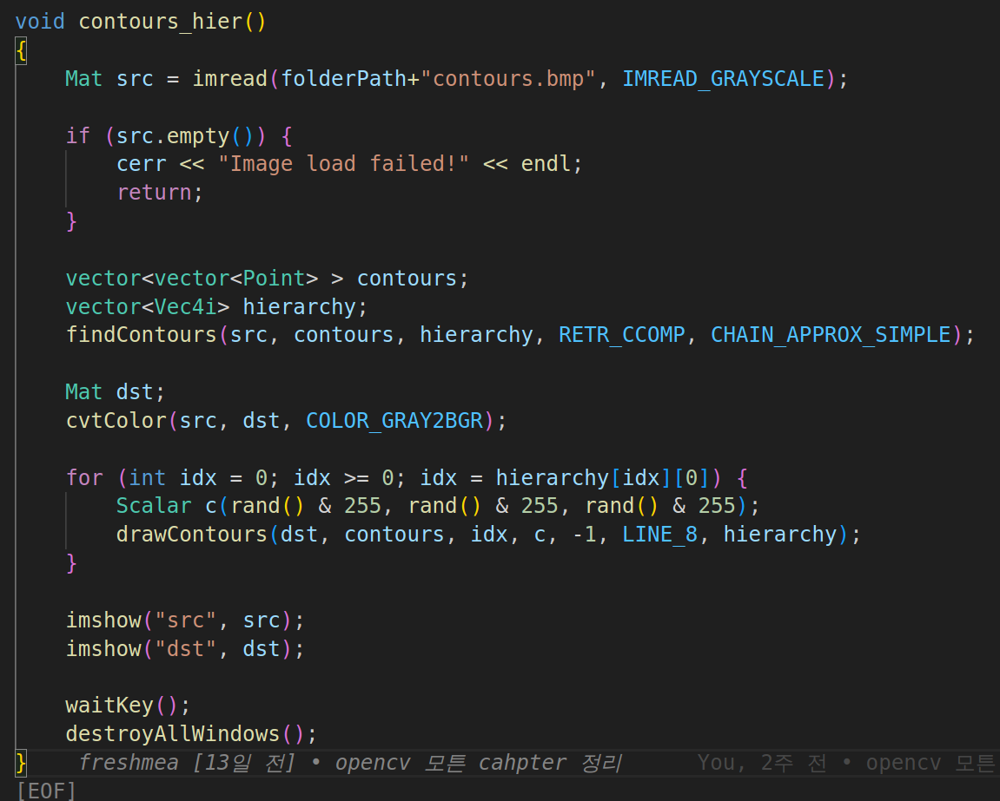 void contours_hier()
{
    Mat src = imread(folderPath+"contours.bmp", IMREAD_GRAYSCALE);

    if (src.empty()) {
        cerr << "Image load failed!" << endl;
        return;
    }

    vector<vector<Point> > contours;
    vector<Vec4i> hierarchy;
    findContours(src, contours, hierarchy, RETR_CCOMP, CHAIN_APPROX_SIMPLE);

    Mat dst;
    cvtColor(src, dst, COLOR_GRAY2BGR);

    for (int idx = 0; idx >= 0; idx = hierarchy[idx][0]) {
        Scalar c(rand() & 255, rand() & 255, rand() & 255);
        drawContours(dst, contours, idx, c, -1, LINE_8, hierarchy);
    }

    imshow("src", src);
    imshow("dst", dst);

    waitKey();
    destroyAllWindows();
}    freshmea [13일 전] • opencv 모튼 cahpter 정리    You, 2주 전 • opencv 모튼
[EOF]